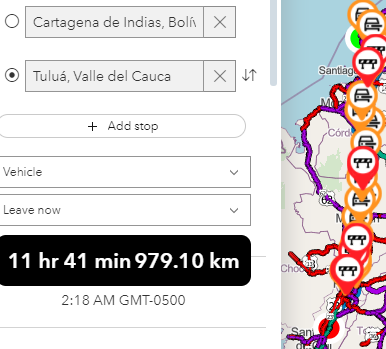 Cartagena de Indias, Bolív
Tuluá, Valle del Cauca
Add stop
Vehicle
Leave now
11 hr 41 min 979.10 km
2:18 AM GMT-0500
Santiag
Córd
62
Choc
San